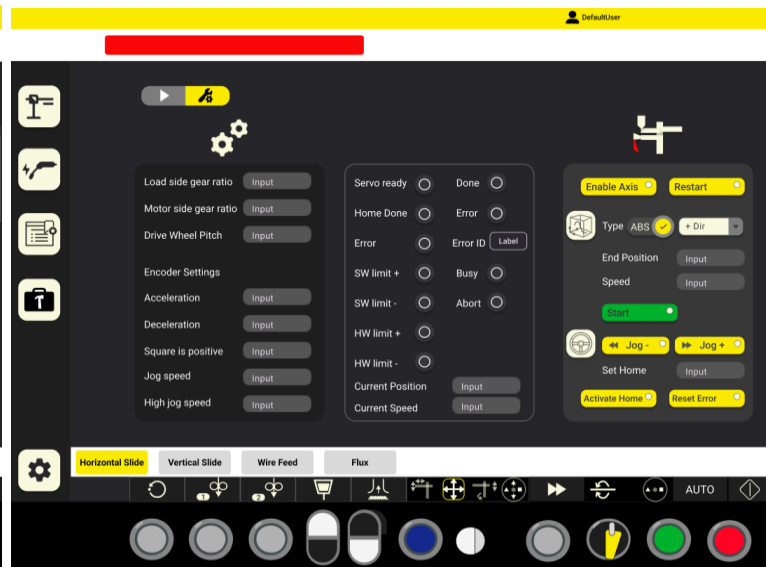 DefaultUser
Load side gear ratio Input
Motor side gear ratio Input
Drive Wheel Pitch Input
Encoder Settings
Acceleration Input
Deceleration Input
Square is positive Input
Jog speed Input
High jog speed Input
Servo ready Done
Home Done Error
Error Error ID Label
SW limit + Busy
SW limit - Abort
HW limit +
HW limit -
Current Position Input
Current Speed Input
Enable Axis Restart
Type ABS + Dir
End Position Input
Speed Input
Start
Jog - Jog +
Set Home Input
Activate Home Reset Error
Horizontal Slide Vertical Slide Wire Feed Flux
1 2 AUTO